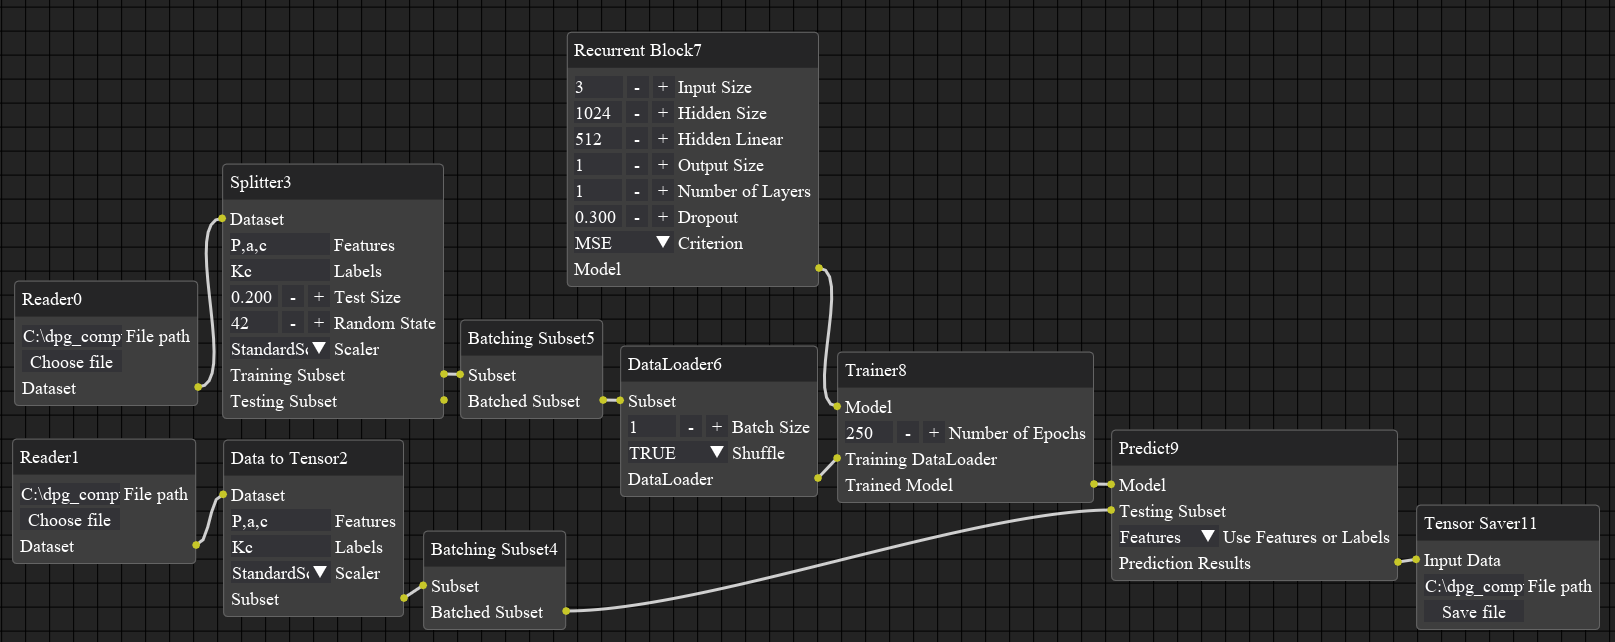 Recurrent Block7
3 - + Input Size
1024 - + Hidden Size
512 - + Hidden Linear
1 - + Output Size
1 - + Number of Layers
0.300 - + Dropout
MSE Criterion
Model
Splitter3
Dataset
P,a,c Features
Kc Labels
0.200 - + Test Size
42 - + Random State
StandardSc Scaler
Training Subset
Testing Subset
Reader0
C:\dpg_comp File path
Choose file
Dataset
Batching Subset5
Subset
Batched Subset
DataLoader6
Subset
1 - + Batch Size
TRUE Shuffle
DataLoader
Trainer8
Model
250 - + Number of Epochs
Training DataLoader
Trained Model
Reader1
C:\dpg_comp File path
Choose file
Dataset
Data to Tensor2
Dataset
P,a,c Features
Kc Labels
StandardSc Scaler
Subset
Batching Subset4
Subset
Batched Subset
Predict9
Model
Testing Subset
Features Use Features or Labels
Prediction Results
Tensor Saver11
Input Data
C:\dpg_comp File path
Save file